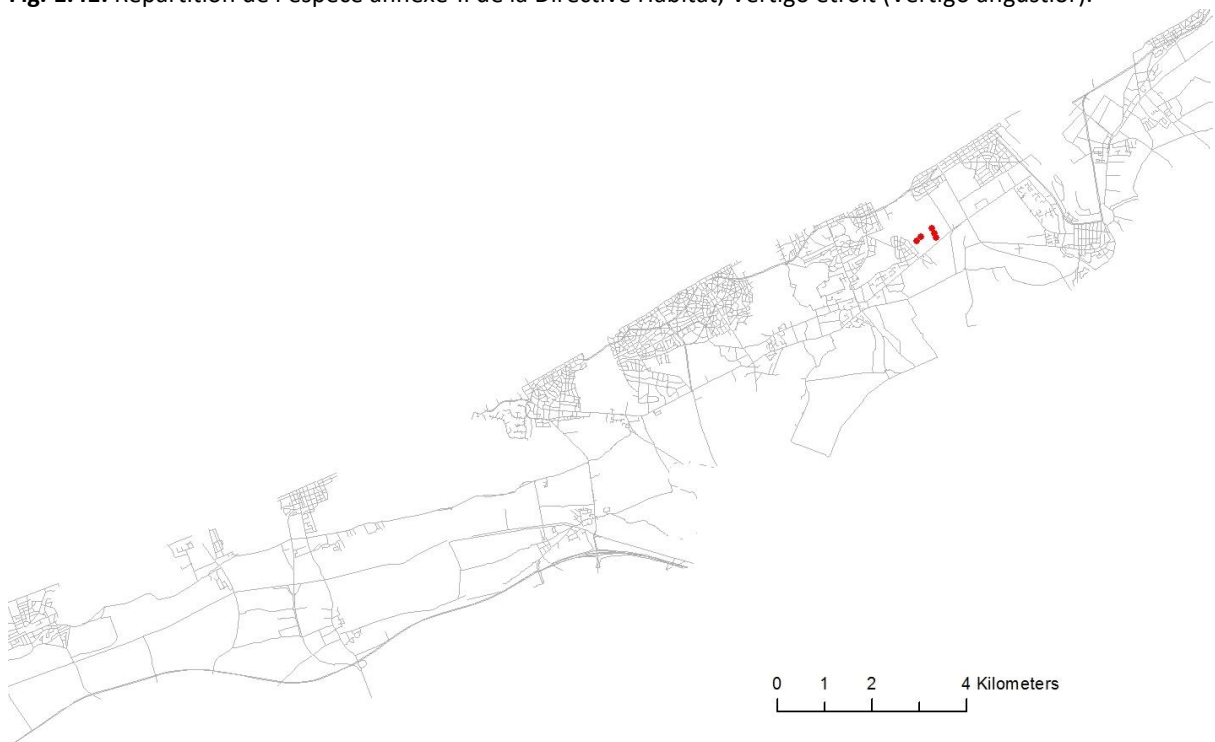 Fig. 2.42. Répartition de l'espèce annexe-II de la Directive Habitat, Vertigo étroit (Vertigo angustior).
0 1 2 4 Kilometers